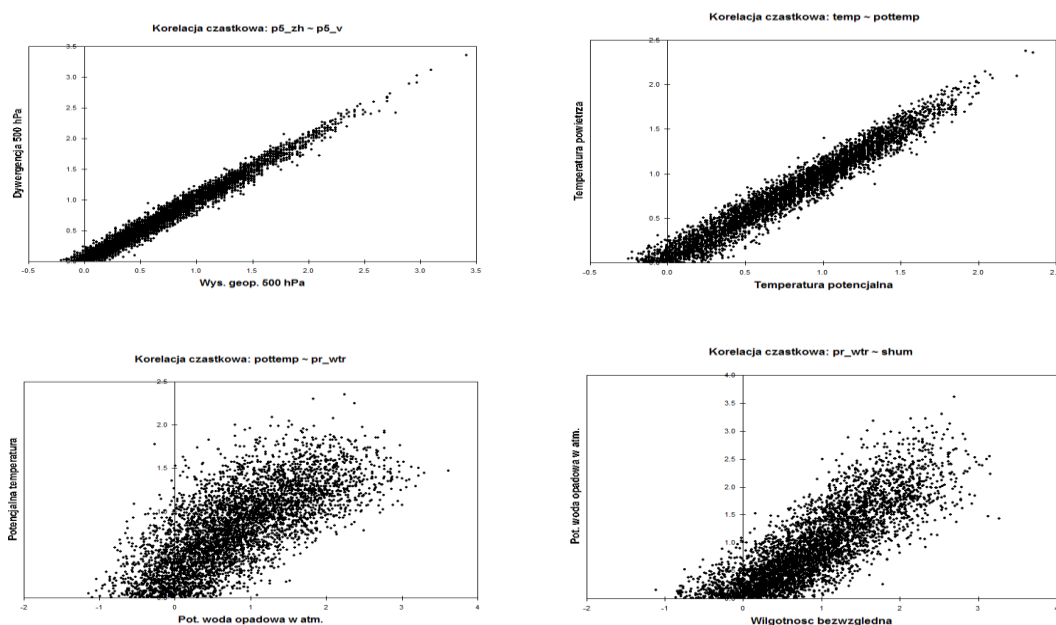 Korelacja czastkowa: p5_zh ~ p5_v
3.5
3.0
2.5
2.0
1.5
1.0
0.5
0.0
Dywergencja 500 hPa
-0.5 0.0 0.5 1.0 1.5 2.0 2.5 3.0 3.5
Wys. geop. 500 hPa
Korelacja czastkowa: temp ~ pottemp
2.5
2.0
1.5
1.0
0.5
0.0
Temperatura powietrza
-0.5 0.0 0.5 1.0 1.5 2.0 2.5
Temperatura potencjalna
Korelacja czastkowa: pottemp ~ pr_wtr
2.5
2.0
1.5
Potencjalna temperatura
-2 -1 0 1 2 3 4
Pot. woda opadowa w atm.
Korelacja czastkowa: pr_wtr ~ shum
4.0
3.5
3.0
2.5
2.0
1.5
1.0
Pot. woda opadowa w atm.
-2 -1 0 1 2 3 4
Wilgotnosc bezwzgledna